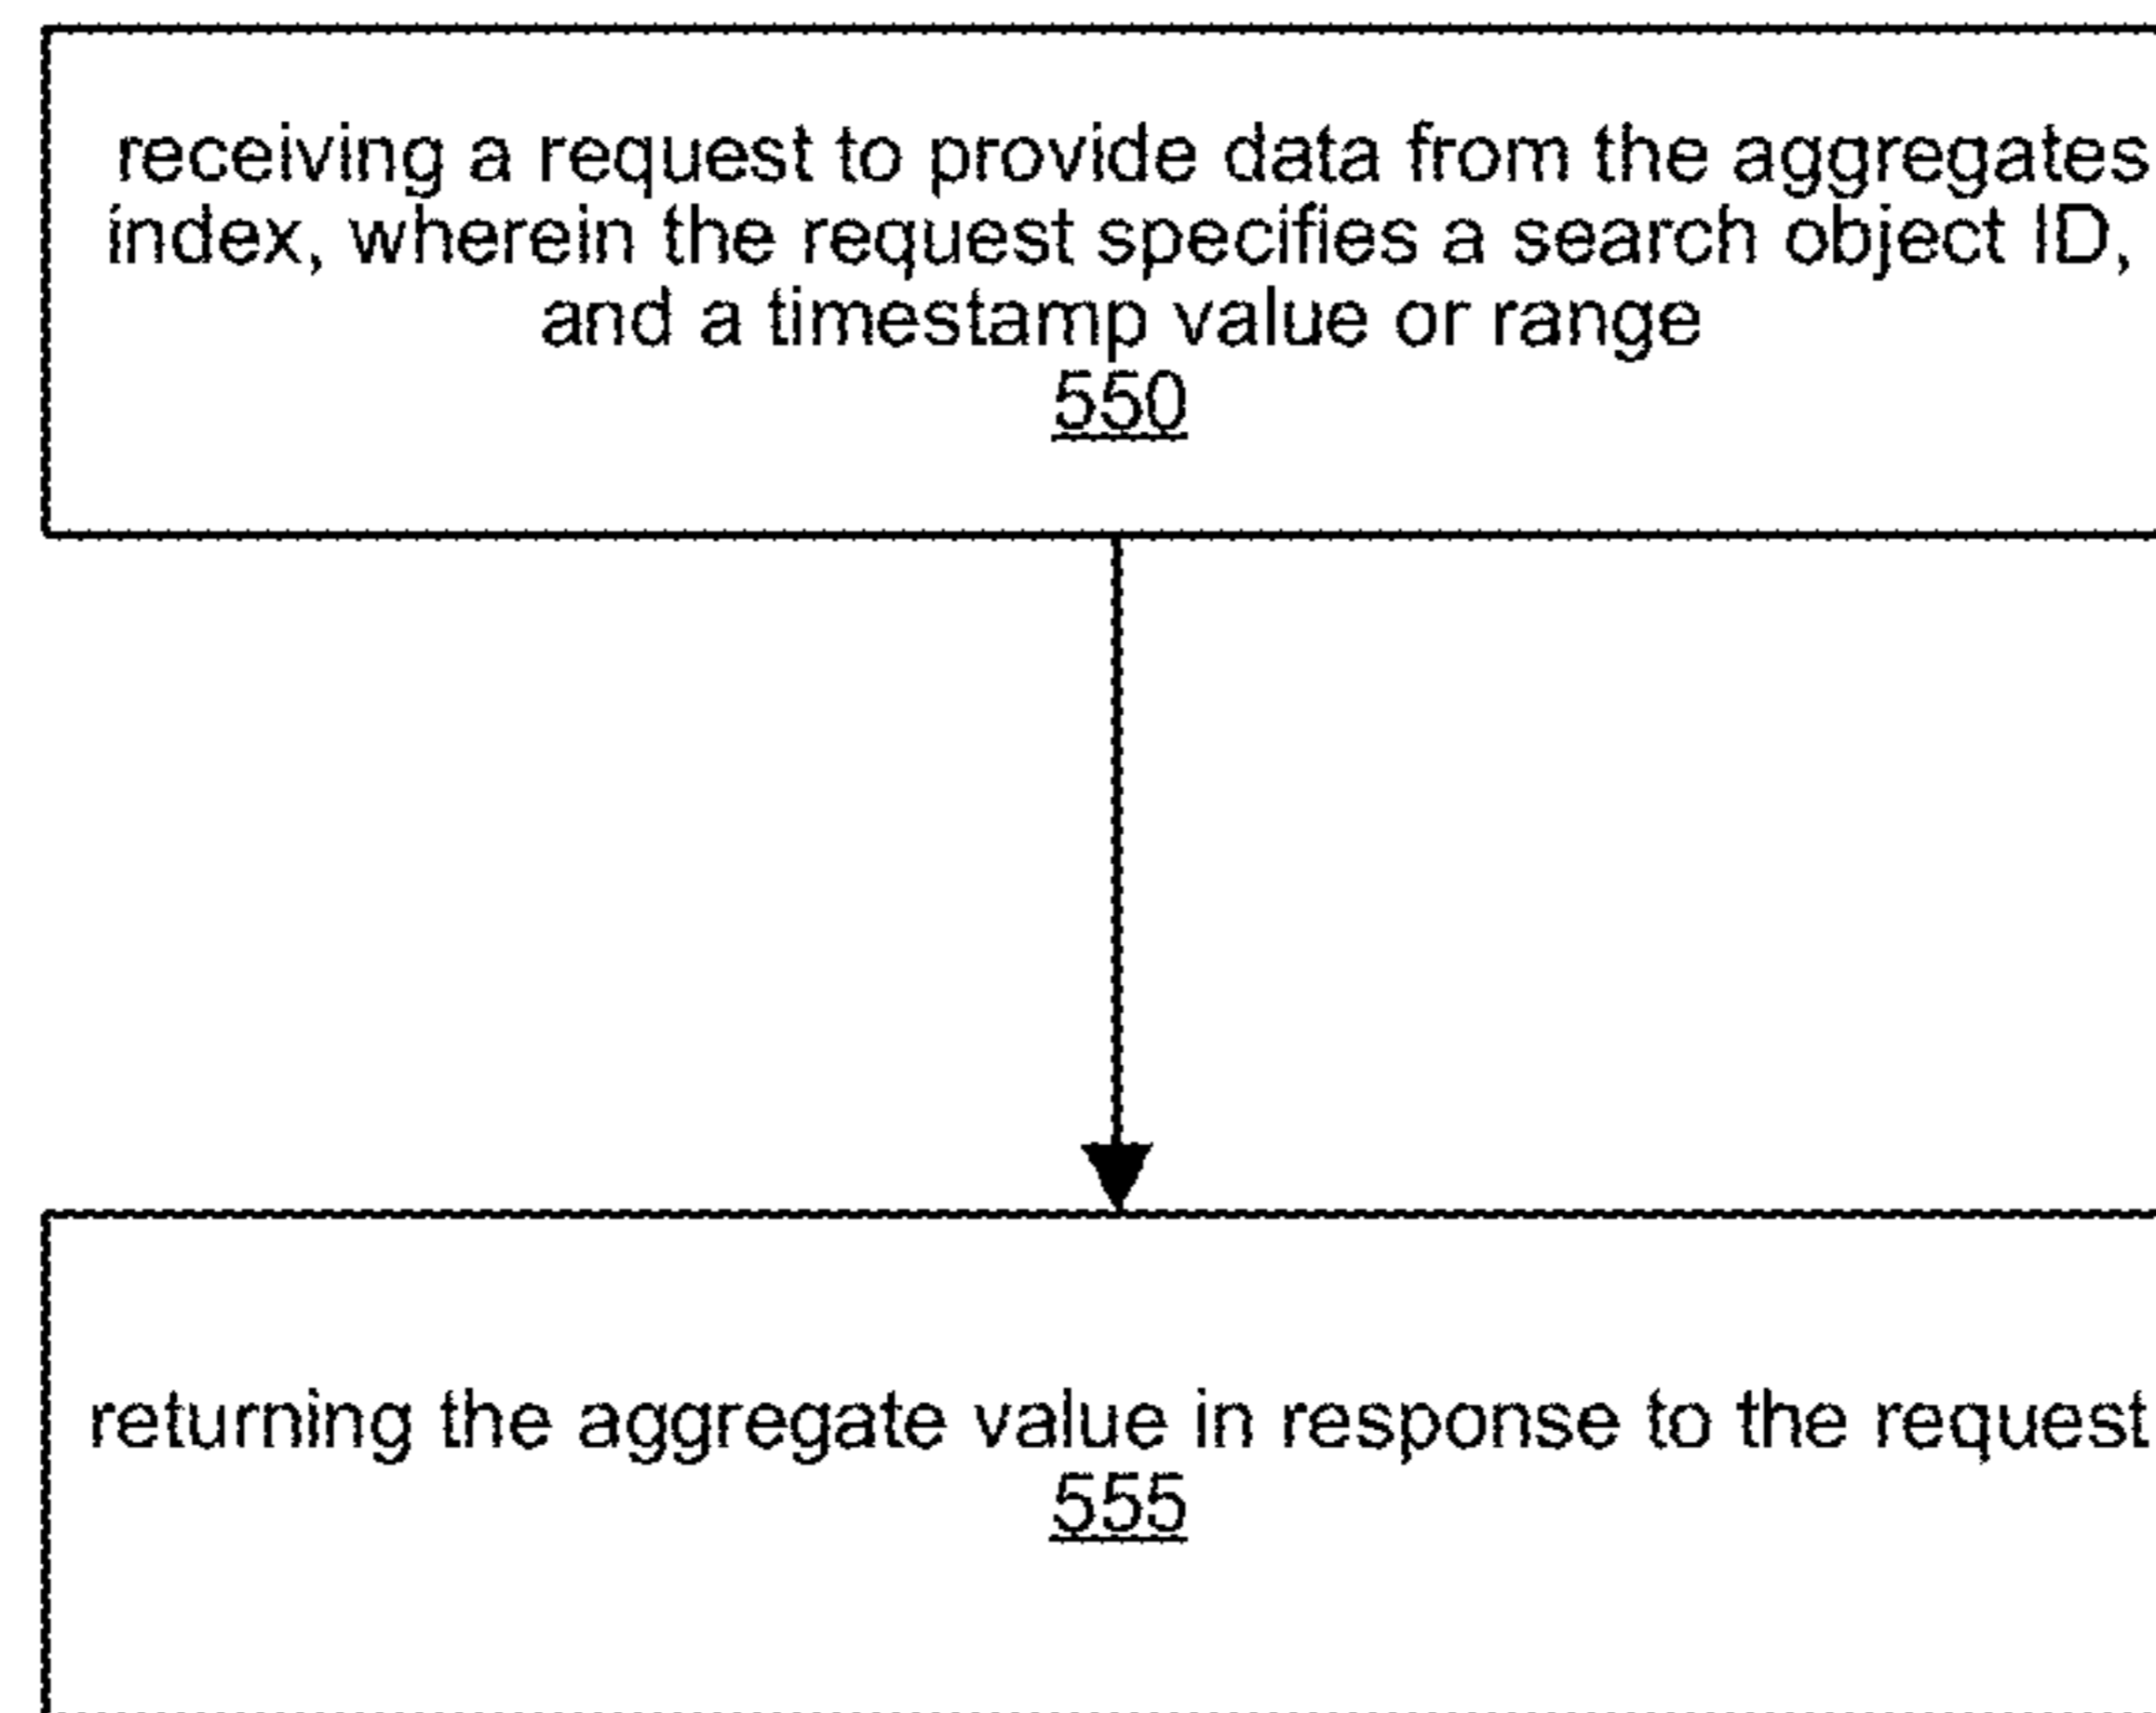 receiving a request to provide data from the aggregates
index, wherein the request specifies a search object ID,
and a timestamp value or range
550
returning the aggregate value in response to the request
555